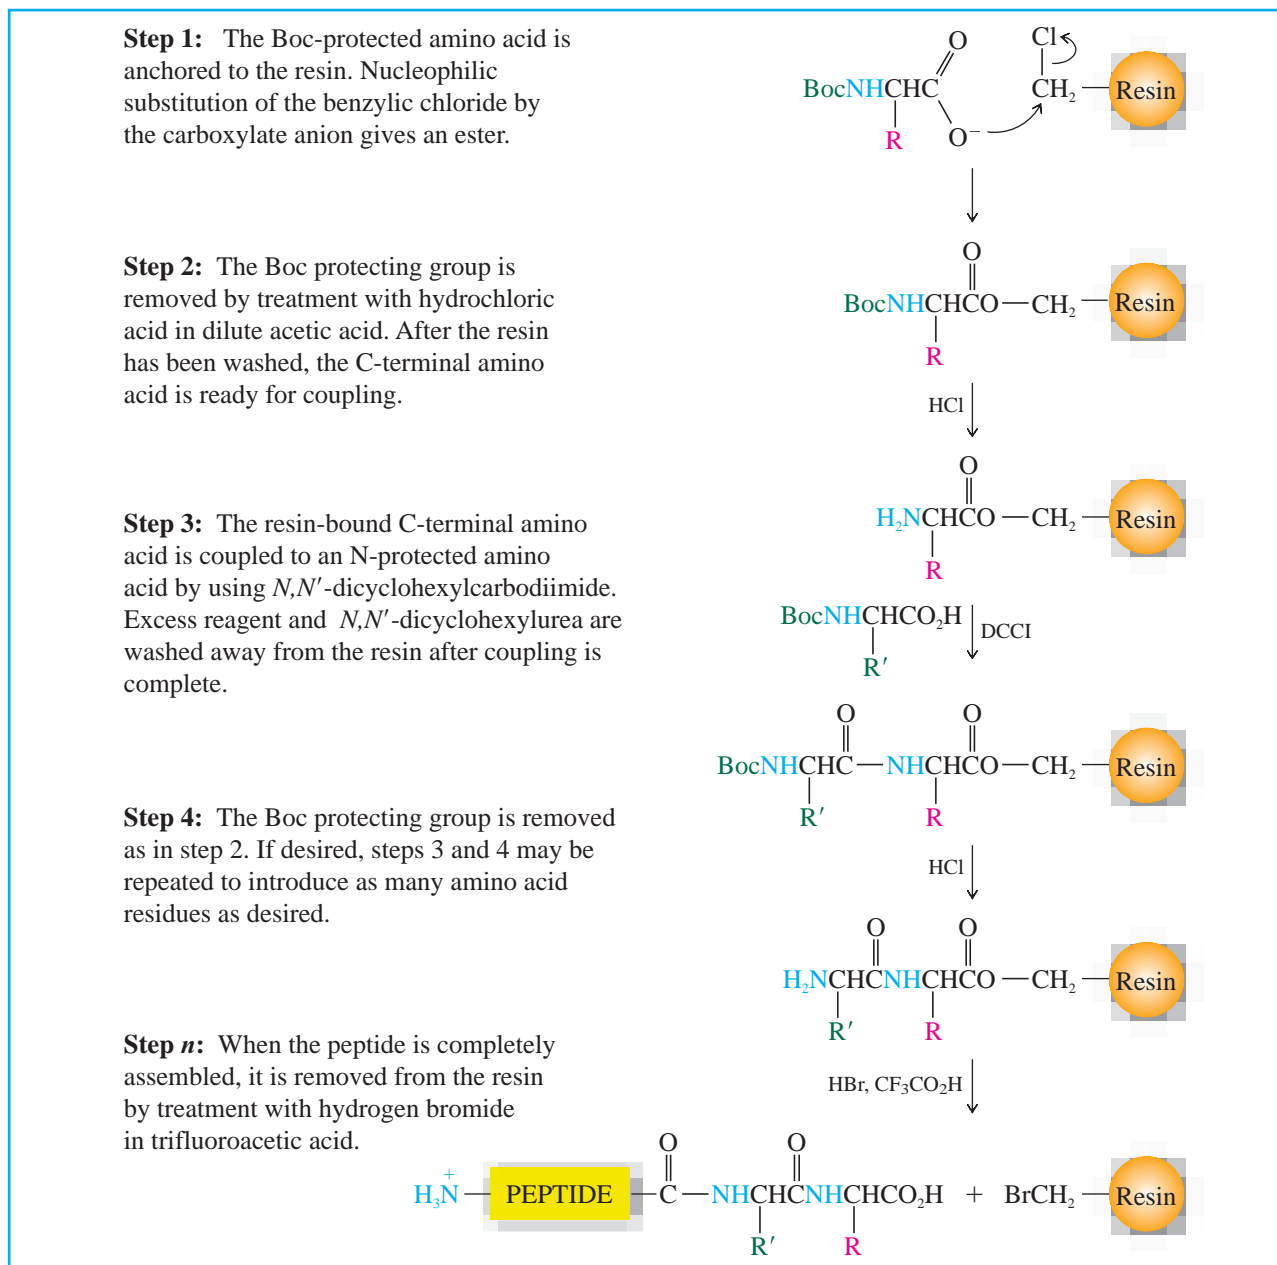 Step 1: The Boc-protected amino acid is
anchored to the resin. Nucleophilic
substitution of the benzylic chloride by
the carboxylate anion gives an ester.
O
Cl
BocNHCHC
CH₂
Resin
R
O⁻
Step 2: The Boc protecting group is
removed by treatment with hydrochloric
acid in dilute acetic acid. After the resin
has been washed, the C-terminal amino
acid is ready for coupling.
O
BocNHCHCO—CH₂—Resin
R
HCl
O
H₂NCHCO—CH₂—Resin
R
Step 3: The resin-bound C-terminal amino
acid is coupled to an N-protected amino
acid by using N,N′-dicyclohexylcarbodiimide.
Excess reagent and N,N′-dicyclohexylurea are
washed away from the resin after coupling is
complete.
BocNHCHCO₂H
R′
DCCI
O O
BocNHCHC—NHCHCO—CH₂—Resin
R′ R
Step 4: The Boc protecting group is removed
as in step 2. If desired, steps 3 and 4 may be
repeated to introduce as many amino acid
residues as desired.
HCl
O O
H₂NCHCNHCHCO—CH₂—Resin
R′ R
Step n: When the peptide is completely
assembled, it is removed from the resin
by treatment with hydrogen bromide
in trifluoroacetic acid.
HBr, CF₃CO₂H
O O
+
H₃N—PEPTIDE—C—NHCHCNHCHCO₂H + BrCH₂—Resin
R′ R